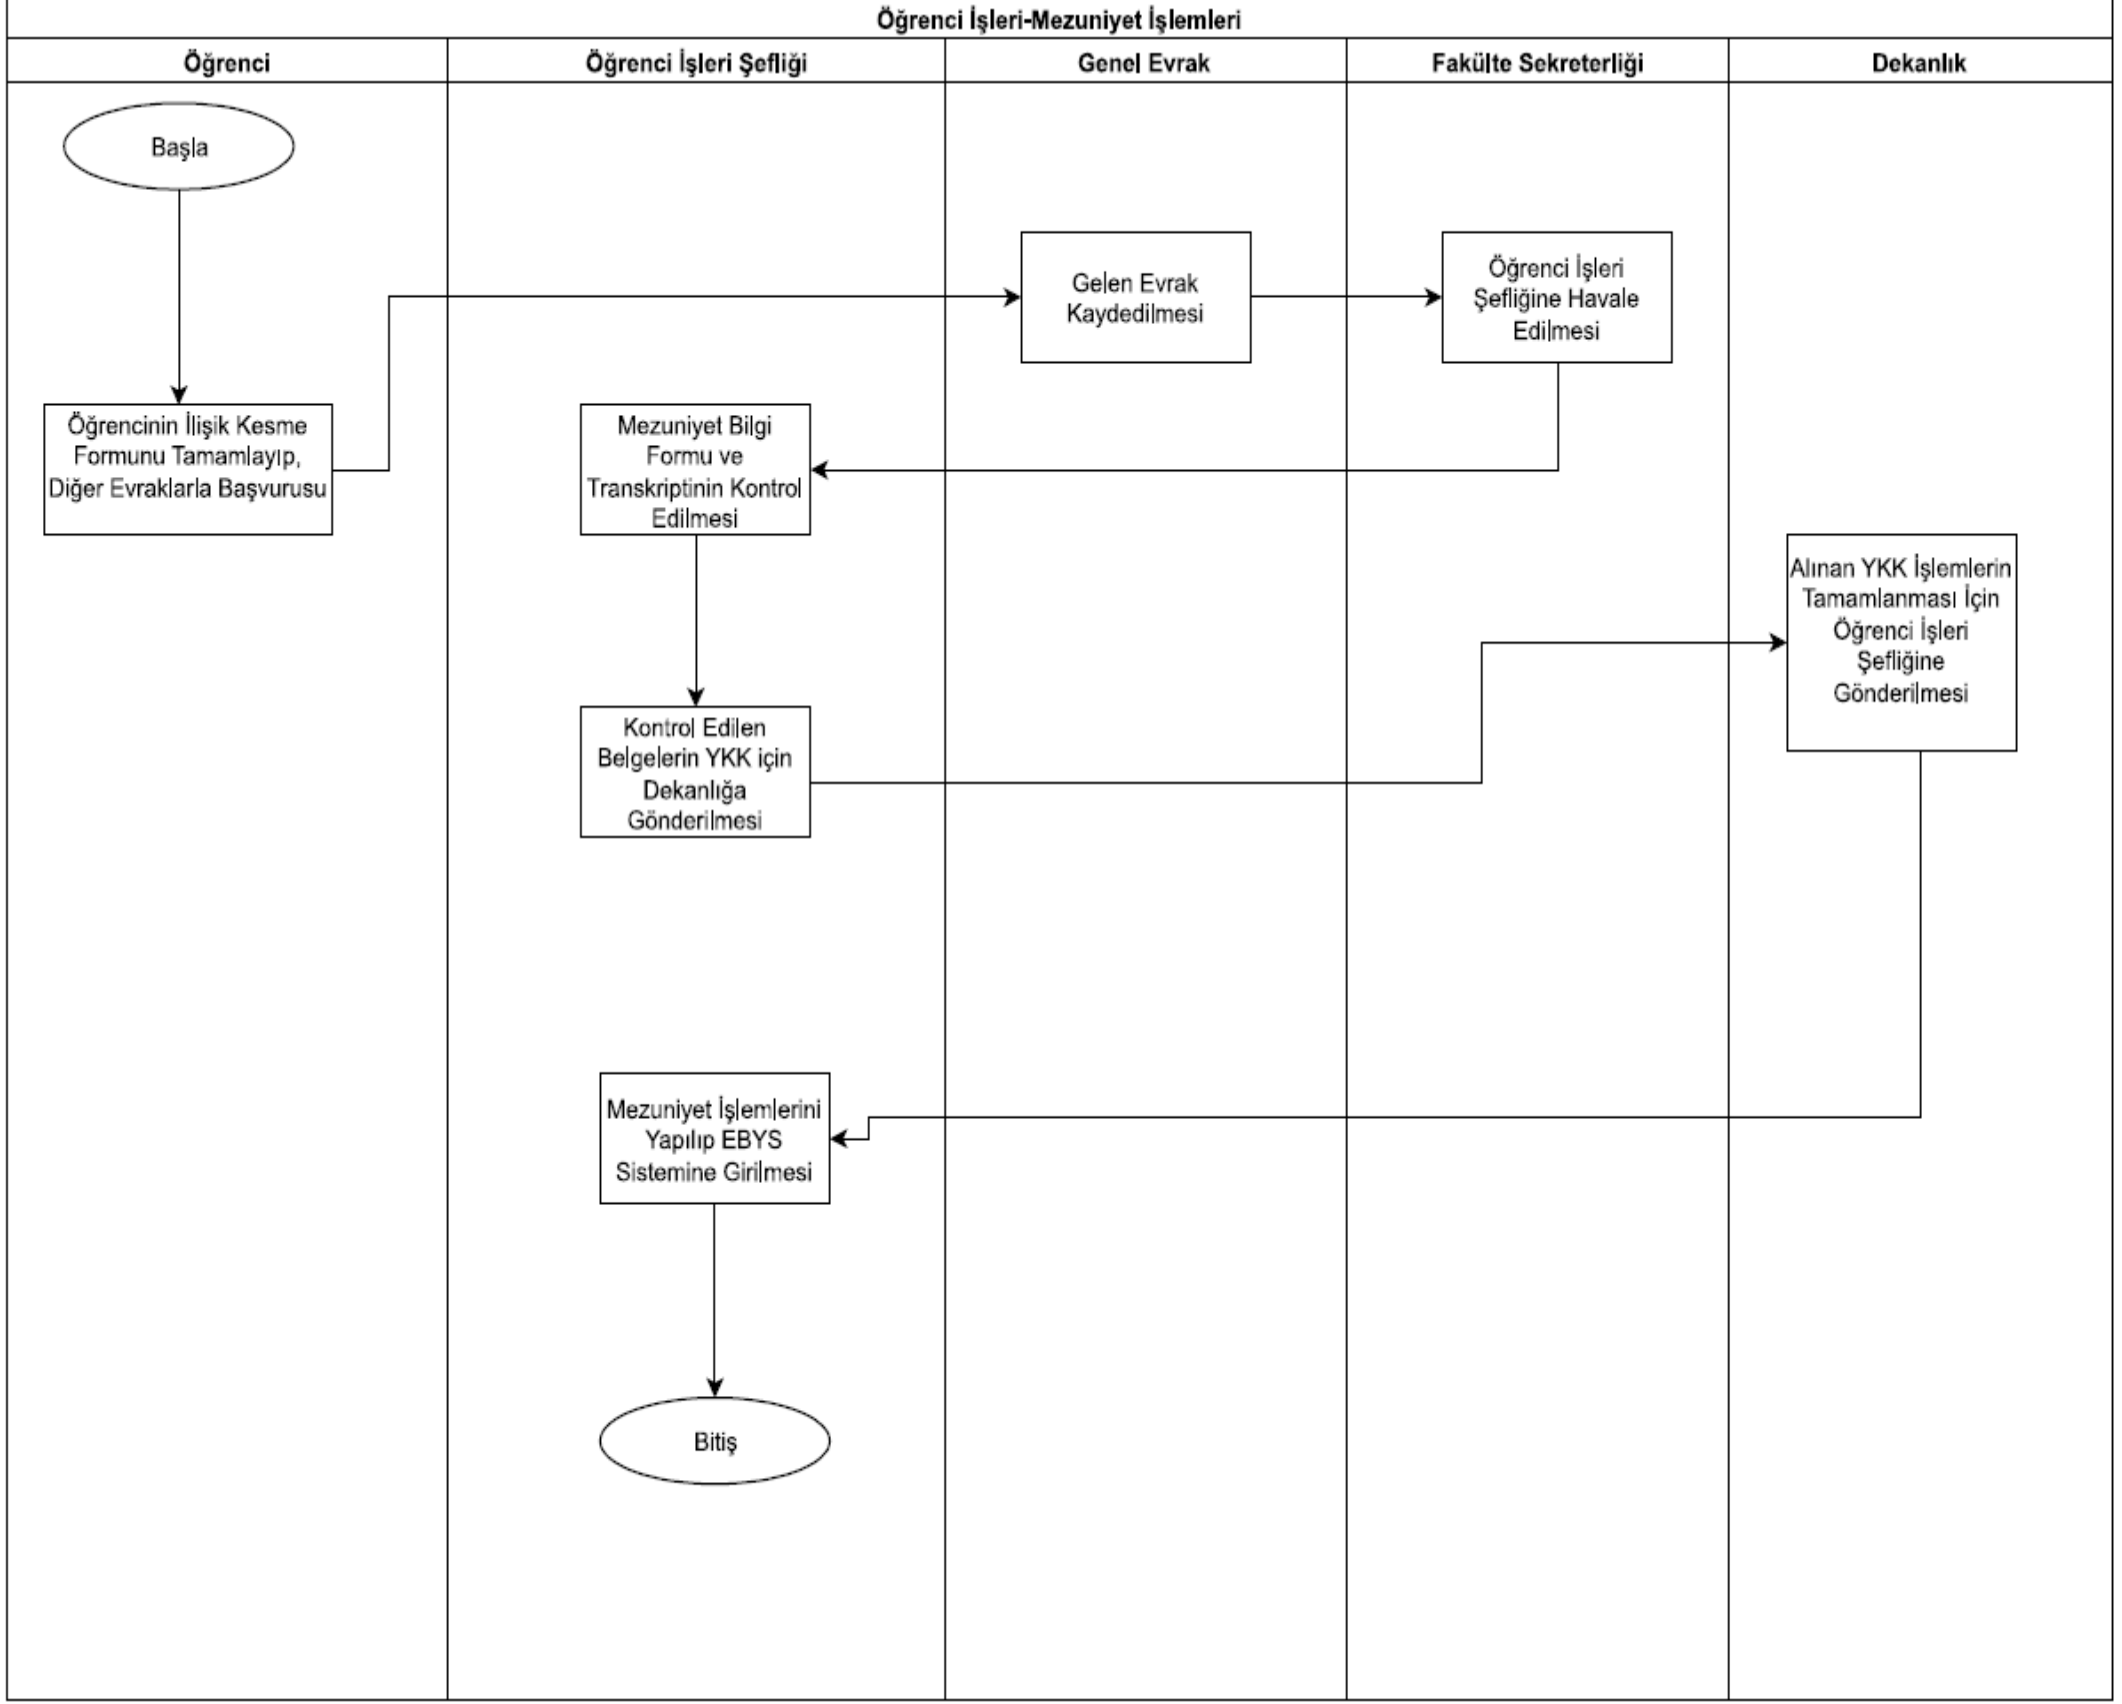 Öğrenci İşleri-Mezuniyet İşlemleri
Öğrenci
Öğrenci İşleri Şefliği
Genel Evrak
Fakülte Sekreterliği
Dekanlık
Başla
Öğrencinin İlişik Kesme
Formunu Tamamlayıp,
Diğer Evraklarla Başvurusu
Gelen Evrak
Kaydedilmesi
Öğrenci İşleri
Şefliğine Havale
Edilmesi
Mezuniyet Bilgi
Formu ve
Transkriptinin Kontrol
Edilmesi
Kontrol Edilen
Belgelerin YKK için
Dekanlığa
Gönderilmesi
Alınan YKK İşlemlerin
Tamamlanması İçin
Öğrenci İşleri
Şefliğine
Gönderilmesi
Mezuniyet İşlemlerini
Yapılıp EBYS
Sistemine Girilmesi
Bitiş